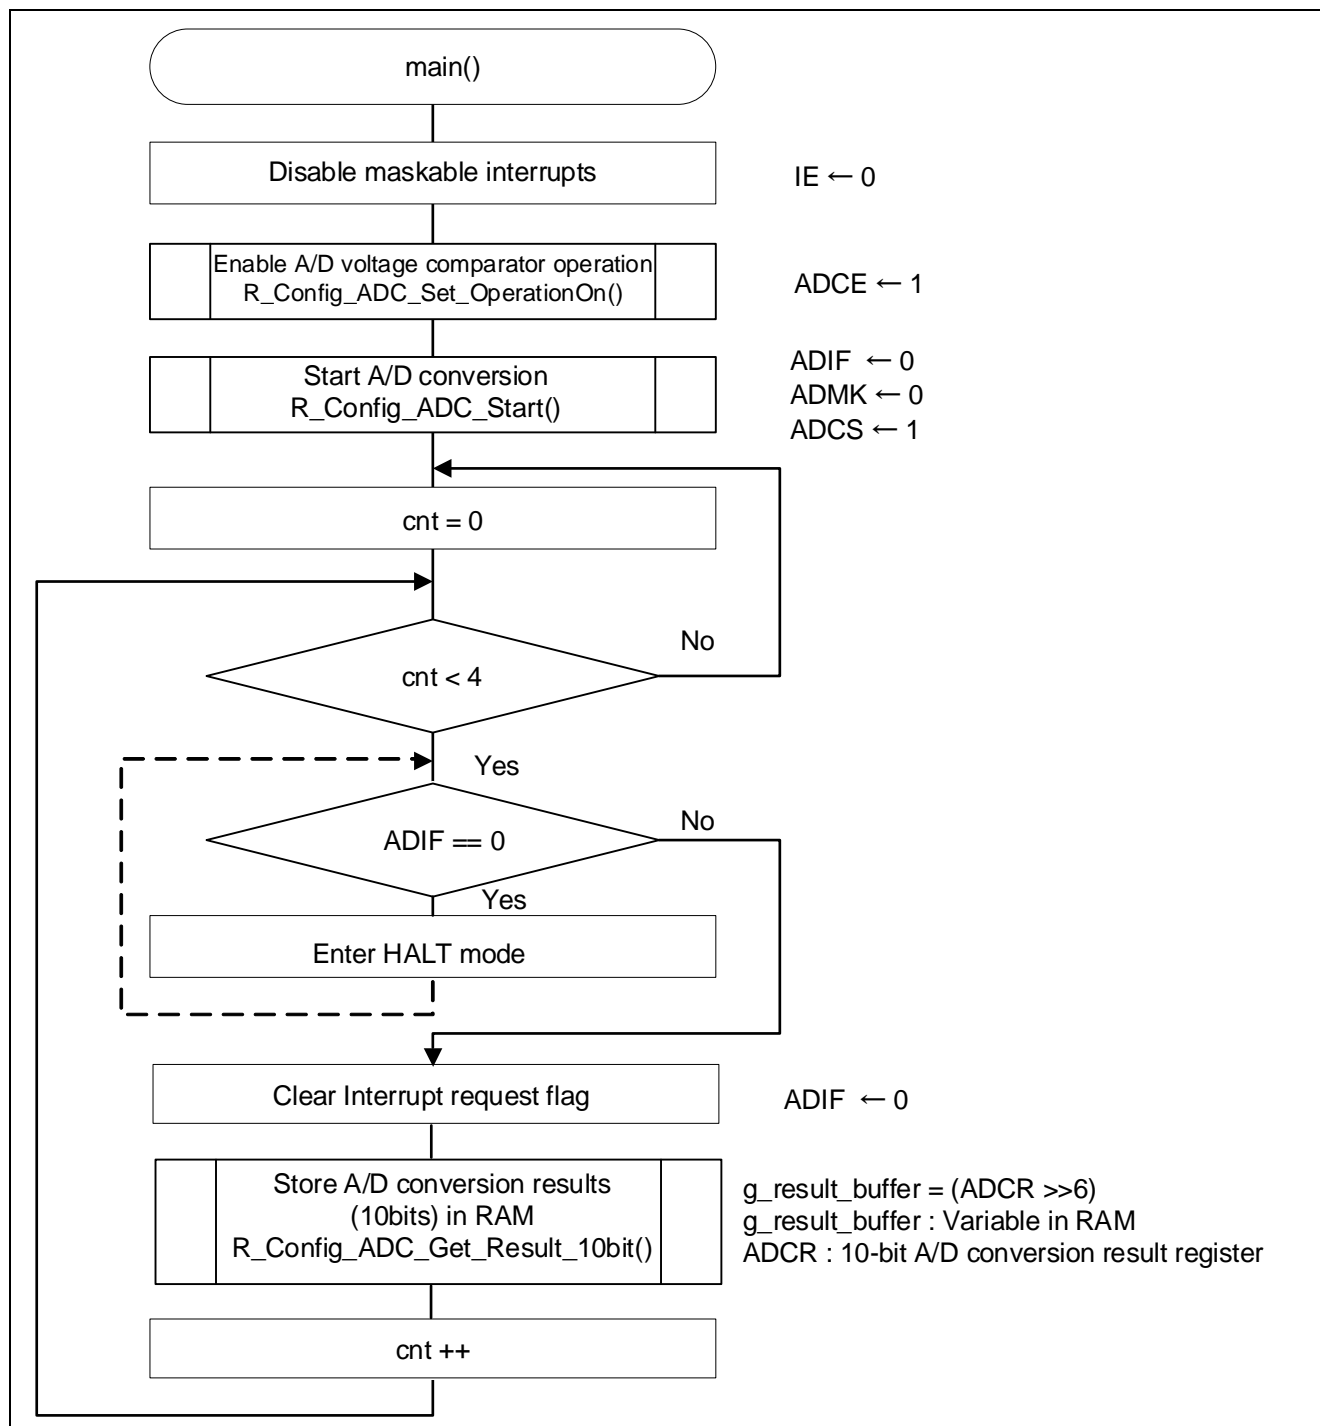 main()
Disable maskable interrupts
IE ← 0
Enable A/D voltage comparator operation
R_Config_ADC_Set_OperationOn()
ADCE ← 1
Start A/D conversion
R_Config_ADC_Start()
ADIF ← 0
ADMK ← 0
ADCS ← 1
cnt = 0
cnt < 4
No
Yes
ADIF == 0
No
Yes
Enter HALT mode
Clear Interrupt request flag
ADIF ← 0
Store A/D conversion results
(10bits) in RAM
R_Config_ADC_Get_Result_10bit()
g_result_buffer = (ADCR >>6)
g_result_buffer : Variable in RAM
ADCR : 10-bit A/D conversion result register
cnt ++